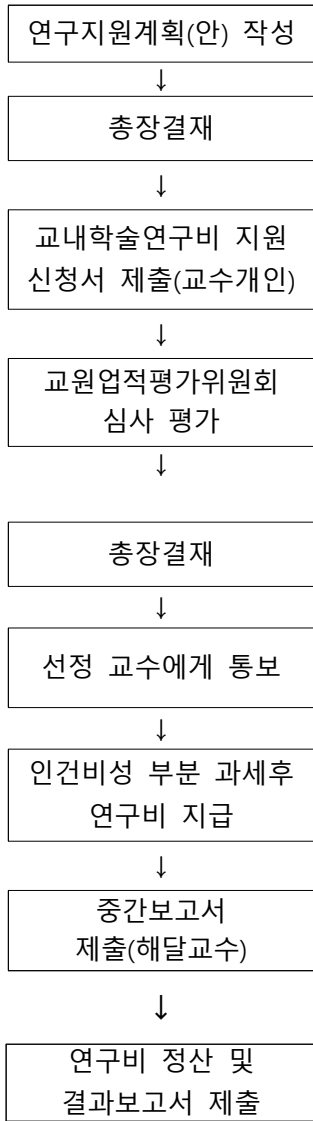 연구지원계획(안) 작성
↓
총장결재
↓
교내학술연구비 지원
신청서 제출(교수개인)
↓
교원업적평가위원회
심사 평가
↓
총장결재
↓
선정 교수에게 통보
↓
인건비성 부분 과세후
연구비 지급
↓
중간보고서
제출(해달교수)
↓
연구비 정산 및
결과보고서 제출